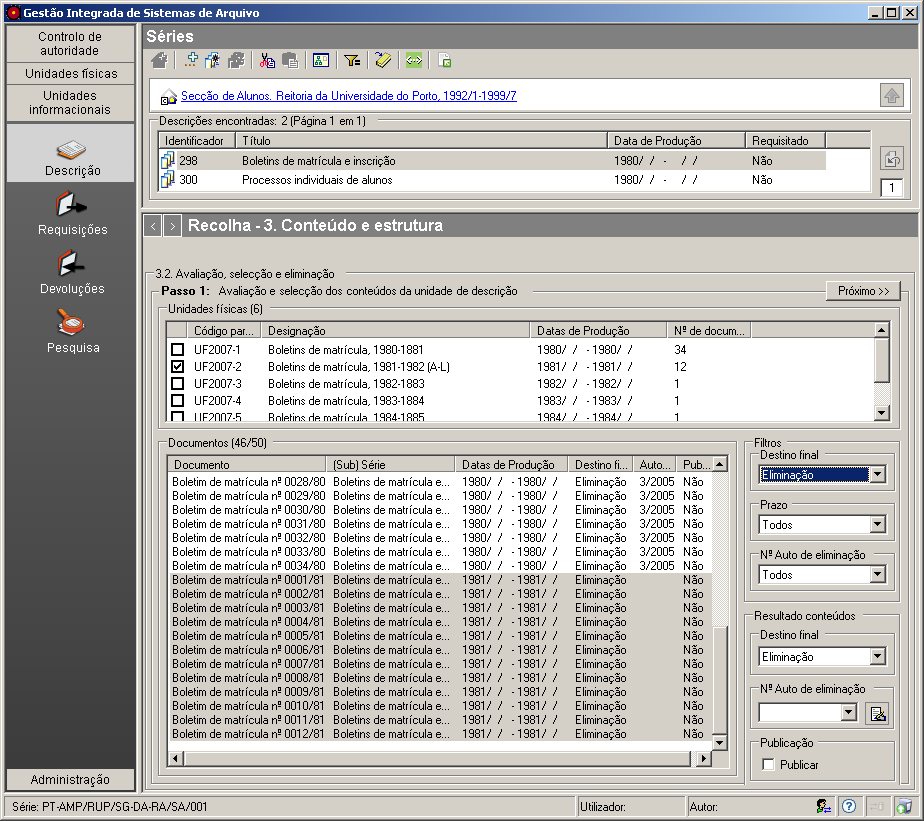 Gestão Integrada de Sistemas de Arquivo
Controlo de autoridade
Unidades físicas
Unidades informacionais
Descrição
Requisições
Devoluções
Pesquisa
Administração
Séries
Secção de Alunos. Reitoria da Universidade do Porto, 1992/1-1999/7
Descrições encontradas: 2 (Página 1 em 1)
Identificador Título Data de Produção Requisitado
298 Boletins de matrícula e inscrição 1980/ / - / / Não
300 Processos individuais de alunos 1980/ / - / / Não
1
< > Recolha - 3. Conteúdo e estrutura
3.2. Avaliação, selecção e eliminação
Passo 1: Avaliação e selecção dos conteúdos da unidade de descrição Próximo >>
Unidades físicas (6)
Código par... Designação Datas de Produção Nº de docum...
UF2007-1 Boletins de matrícula, 1980-1881 1980/ / - 1980/ / 34
UF2007-2 Boletins de matrícula, 1981-1982 (A-L) 1981/ / - 1981/ / 12
UF2007-3 Boletins de matrícula, 1982-1883 1982/ / - 1982/ / 1
UF2007-4 Boletins de matrícula, 1983-1884 1983/ / - 1983/ / 1
UF2007-5 Boletins de matrícula, 1984-1885 1984/ / - 1984/ / 1
Documentos (46/50)
Documento (Sub) Série Datas de Produção Destino fi... Auto... Pub...
Boletim de matrícula nº 0028/80 Boletins de matrícula e... 1980/ / - 1980/ / Eliminação 3/2005 Não
Boletim de matrícula nº 0029/80 Boletins de matrícula e... 1980/ / - 1980/ / Eliminação 3/2005 Não
Boletim de matrícula nº 0030/80 Boletins de matrícula e... 1980/ / - 1980/ / Eliminação 3/2005 Não
Boletim de matrícula nº 0031/80 Boletins de matrícula e... 1980/ / - 1980/ / Eliminação 3/2005 Não
Boletim de matrícula nº 0032/80 Boletins de matrícula e... 1980/ / - 1980/ / Eliminação 3/2005 Não
Boletim de matrícula nº 0033/80 Boletins de matrícula e... 1980/ / - 1980/ / Eliminação 3/2005 Não
Boletim de matrícula nº 0034/80 Boletins de matrícula e... 1980/ / - 1980/ / Eliminação 3/2005 Não
Boletim de matrícula nº 0001/81 Boletins de matrícula e... 1981/ / - 1981/ / Eliminação Não
Boletim de matrícula nº 0002/81 Boletins de matrícula e... 1981/ / - 1981/ / Eliminação Não
Boletim de matrícula nº 0003/81 Boletins de matrícula e... 1981/ / - 1981/ / Eliminação Não
Boletim de matrícula nº 0004/81 Boletins de matrícula e... 1981/ / - 1981/ / Eliminação Não
Boletim de matrícula nº 0005/81 Boletins de matrícula e... 1981/ / - 1981/ / Eliminação Não
Boletim de matrícula nº 0006/81 Boletins de matrícula e... 1981/ / - 1981/ / Eliminação Não
Boletim de matrícula nº 0007/81 Boletins de matrícula e... 1981/ / - 1981/ / Eliminação Não
Boletim de matrícula nº 0008/81 Boletins de matrícula e... 1981/ / - 1981/ / Eliminação Não
Boletim de matrícula nº 0009/81 Boletins de matrícula e... 1981/ / - 1981/ / Eliminação Não
Boletim de matrícula nº 0010/81 Boletins de matrícula e... 1981/ / - 1981/ / Eliminação Não
Boletim de matrícula nº 0011/81 Boletins de matrícula e... 1981/ / - 1981/ / Eliminação Não
Boletim de matrícula nº 0012/81 Boletins de matrícula e... 1981/ / - 1981/ / Eliminação Não
Filtros
Destino final
Eliminação
Prazo
Todos
Nº Auto de eliminação
Todos
Resultado conteúdos
Destino final
Eliminação
Nº Auto de eliminação
Publicação
Publicar
Série: PT-AMP/RUP/SG-DA-RA/SA/001 Utilizador: Autor: